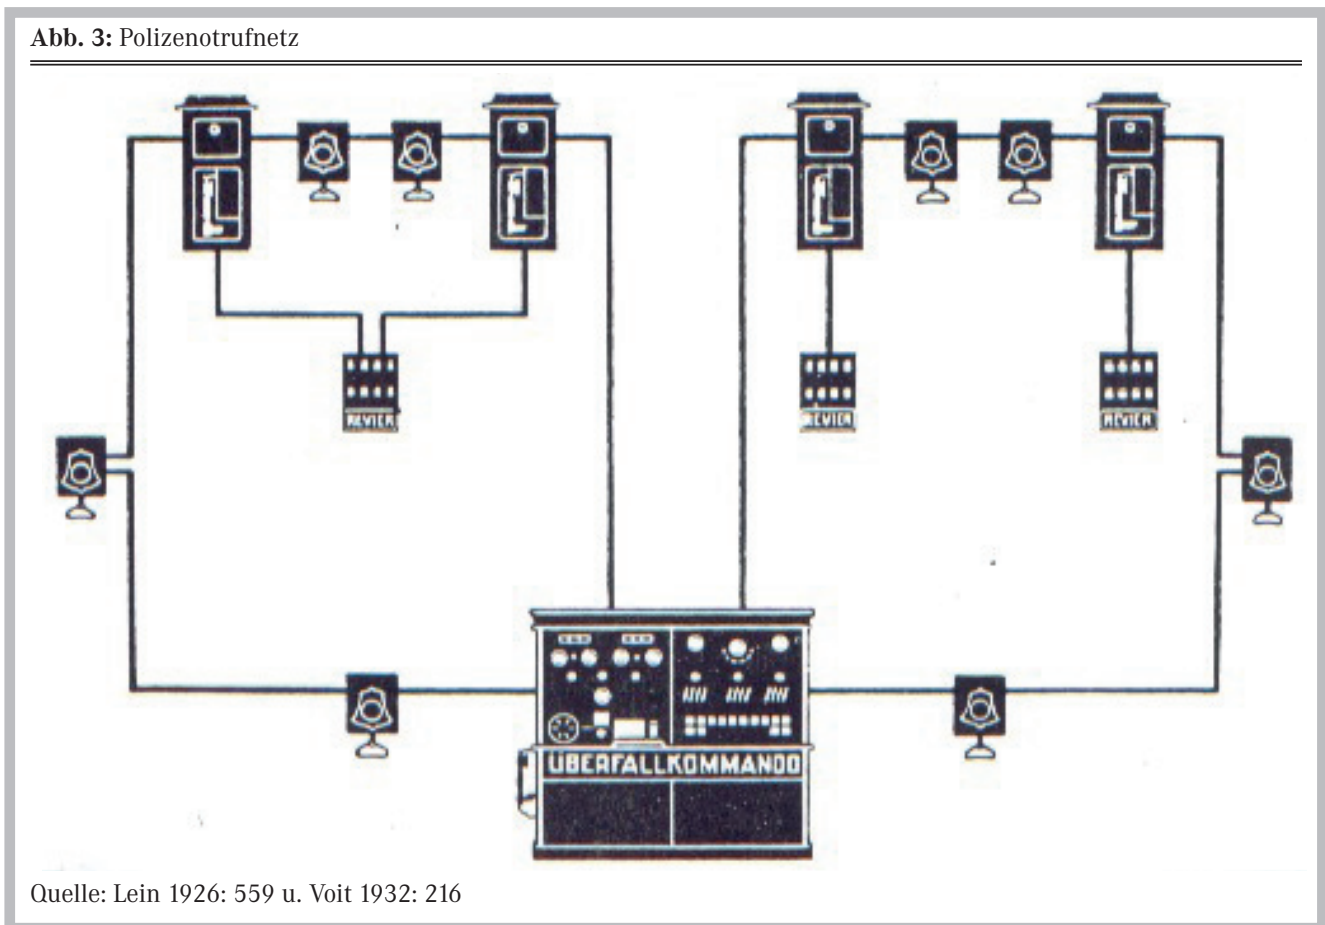 Abb. 3: Polizenotrufnetz
REVIER
REVIER
REVIER
ÜBERFALLKOMMANDO
Quelle: Lein 1926: 559 u. Voit 1932: 216